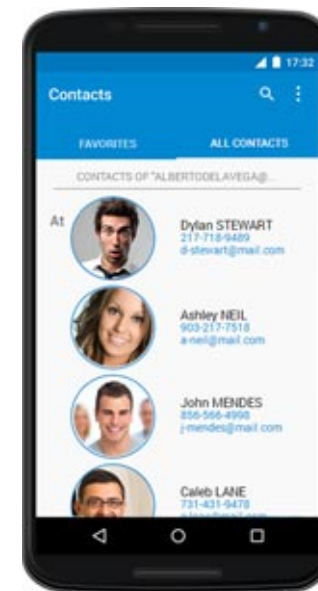 17:32
Contacts
FAVORITES ALL CONTACTS
CONTACTS OF "ALBERTODELAVEGA@...
At
Dylan STEWART
217-718-9489
d-stewart@mail.com
Ashley NEIL
903-217-7518
a-neil@mail.com
John MENDES
856-566-4998
j-mendes@mail.com
Caleb LANE
731-431-9478